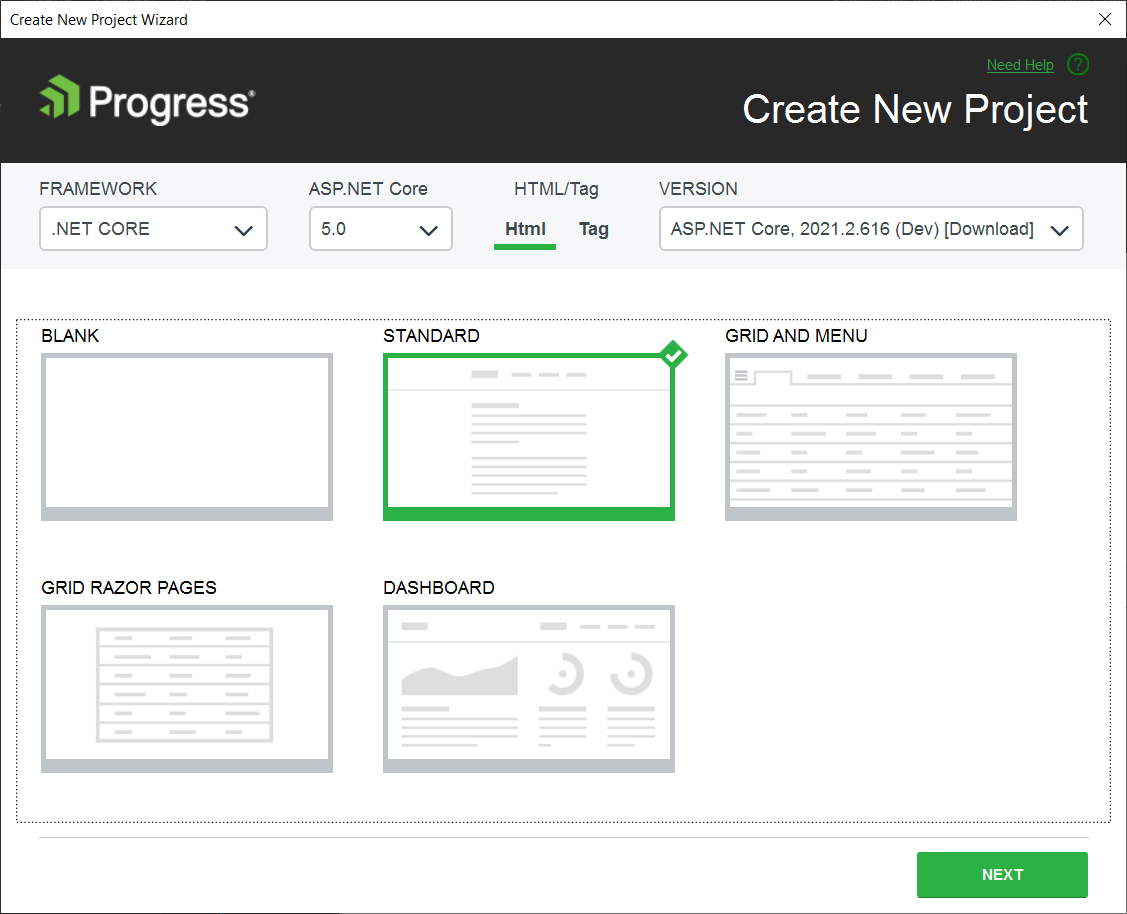 Create New Project Wizard
Need Help ?
Progress®
Create New Project
FRAMEWORK
ASP.NET Core
HTML/Tag
VERSION
.NET CORE
5.0
Html
Tag
ASP.NET Core, 2021.2.616 (Dev) [Download]
BLANK
STANDARD
GRID AND MENU
GRID RAZOR PAGES
DASHBOARD
NEXT